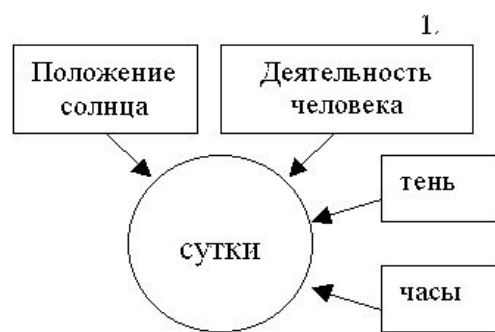 1.
Положение
солнца
Деятельность
человека
тень
сутки
часы